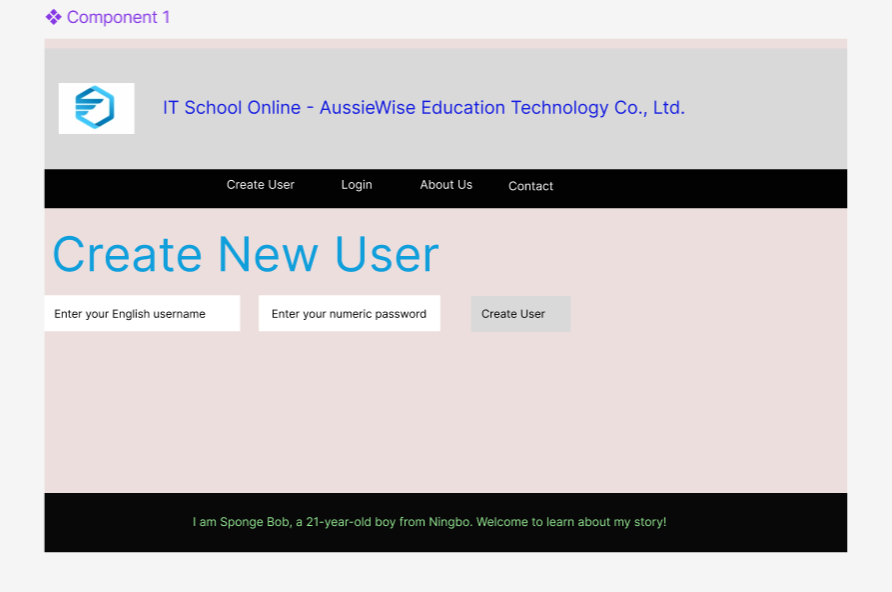 Component 1
IT School Online - AussieWise Education Technology Co., Ltd.
Create User Login About Us Contact
Create New User
Enter your English username Enter your numeric password Create User
I am Sponge Bob, a 21-year-old boy from Ningbo. Welcome to learn about my story!